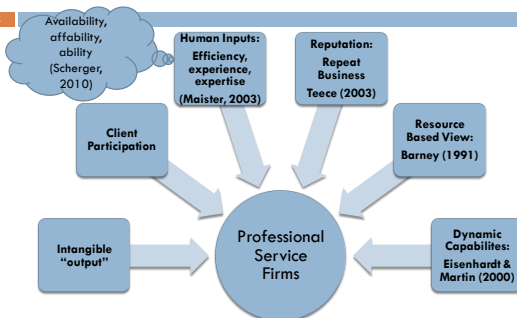 Availability,
affability,
ability
(Scherger,
2010)
Human Inputs:
Efficiency,
experience,
expertise
(Maister, 2003)
Reputation:
Repeat
Business
Teece (2003)
Client
Participation
Resource
Based View:
Barney (1991)
Intangible
“output”
Professional
Service
Firms
Dynamic
Capabilites:
Eisenhardt &
Martin (2000)